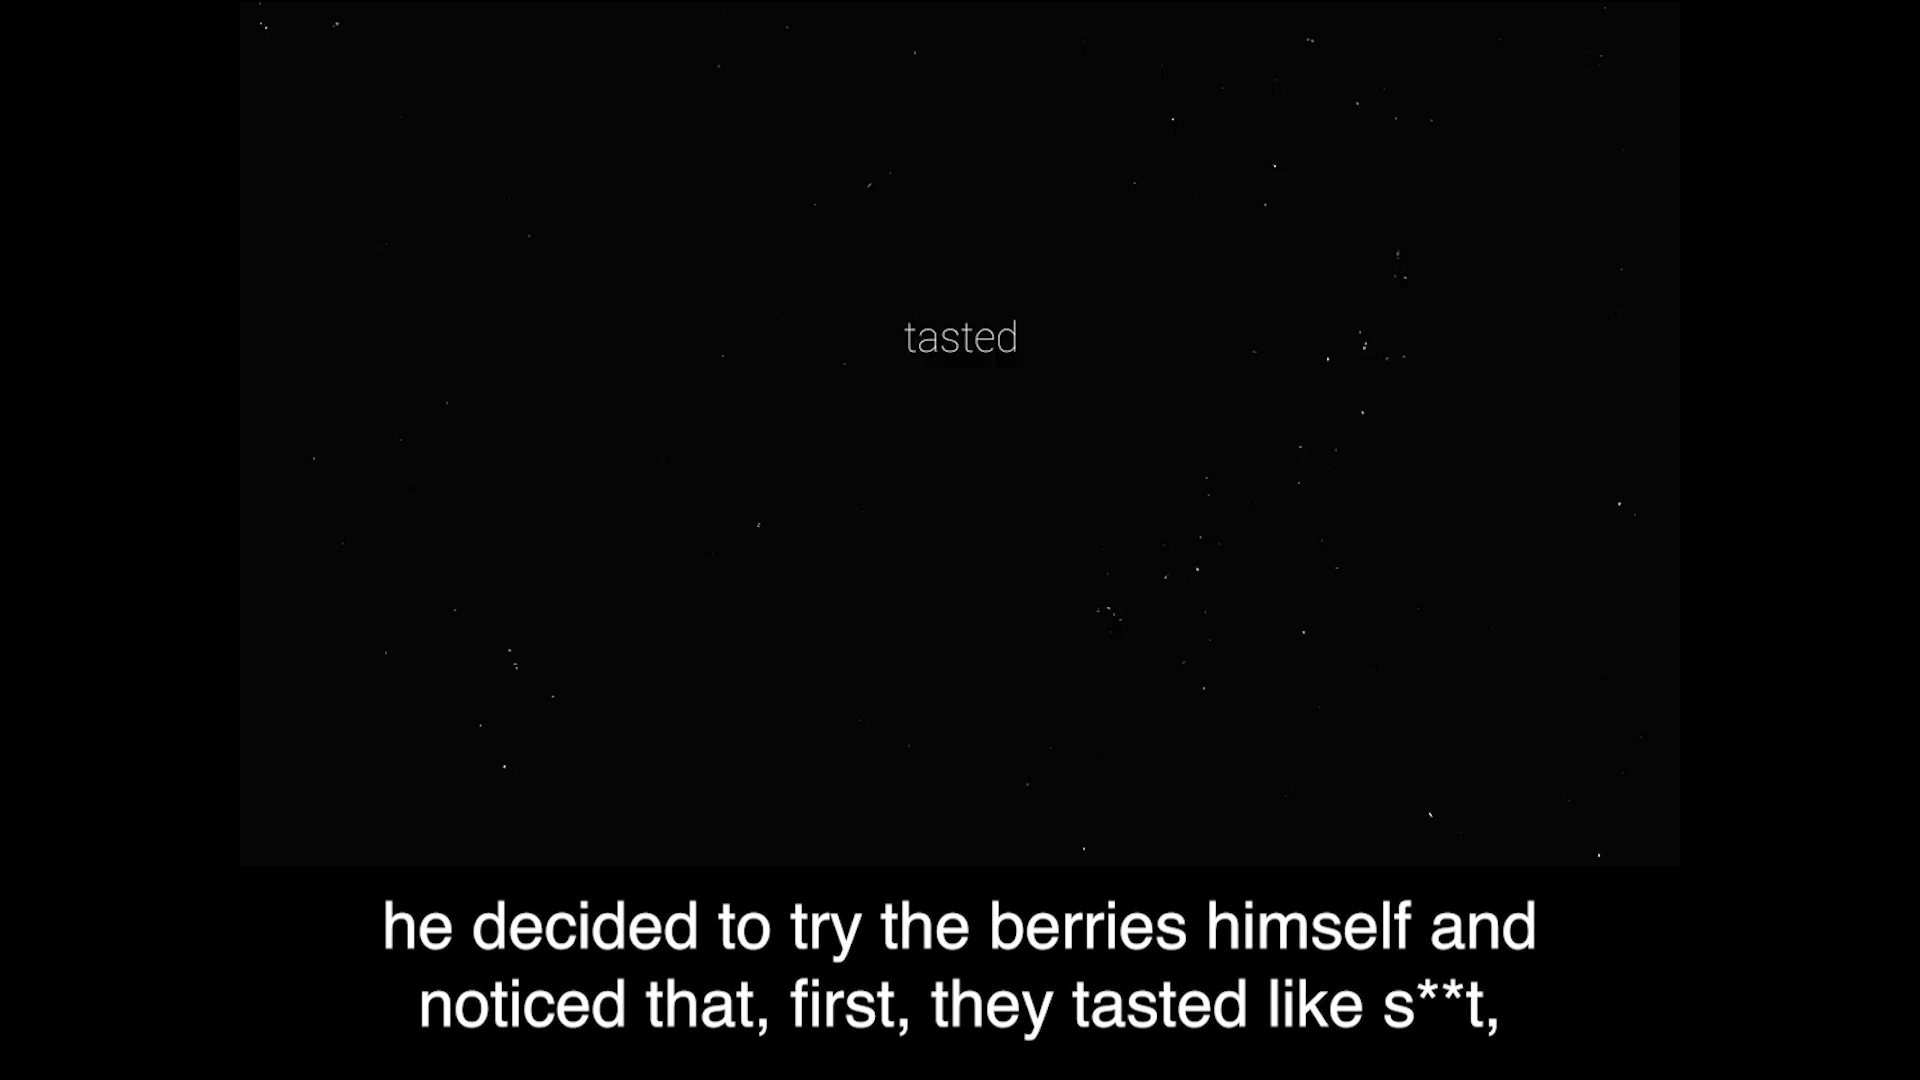 tasted
he decided to try the berries himself and
noticed that, first, they tasted like s**t,